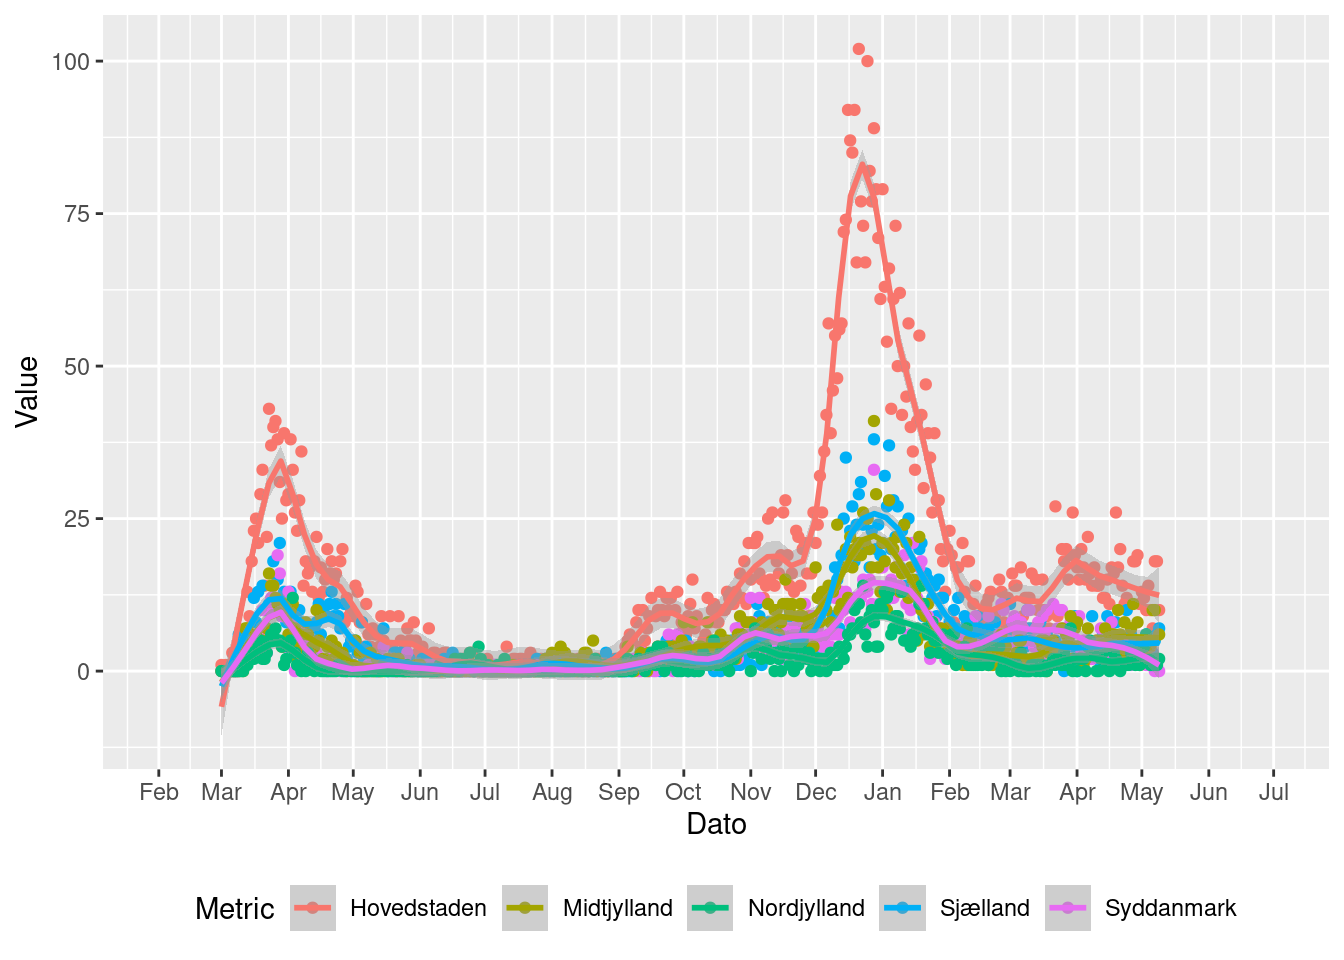 100
75
50
25
0
Value
Feb Mar Apr May Jun Jul Aug Sep Oct Nov Dec Jan Feb Mar Apr May Jun Jul
Dato
Metric Hovedstaden Midtjylland Nordjylland Sjælland Syddanmark